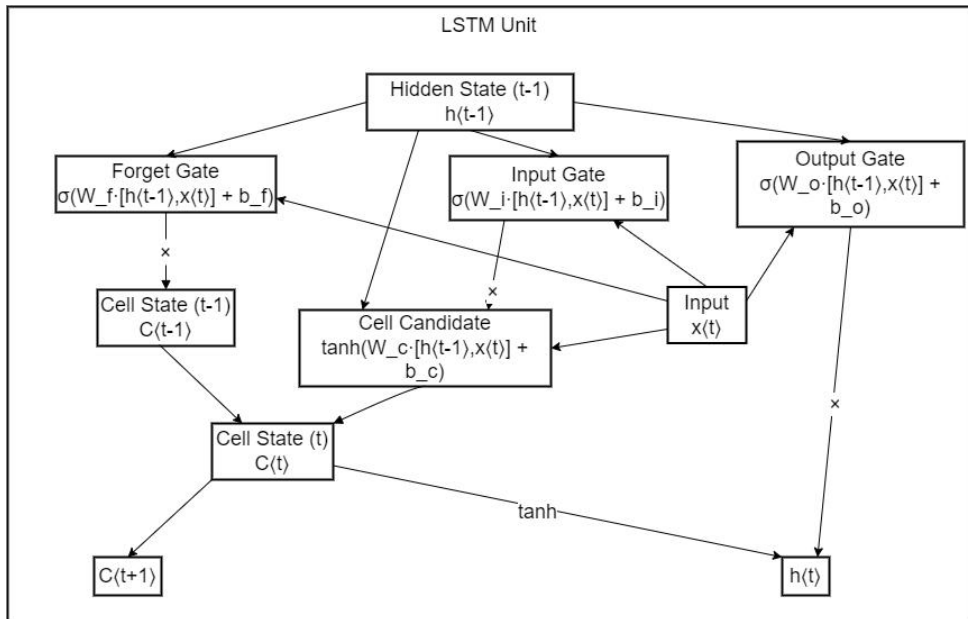 LSTM Unit
Hidden State (t-1)
h⟨t-1⟩
Forget Gate
σ(W_f·[h⟨t-1⟩,x⟨t⟩] + b_f)
Input Gate
σ(W_i·[h⟨t-1⟩,x⟨t⟩] + b_i)
Output Gate
σ(W_o·[h⟨t-1⟩,x⟨t⟩] +
b_o)
×
Cell State (t-1)
C⟨t-1⟩
×
Input
x⟨t⟩
Cell Candidate
tanh(W_c·[h⟨t-1⟩,x⟨t⟩] +
b_c)
×
Cell State (t)
C⟨t⟩
tanh
C⟨t+1⟩
h⟨t⟩